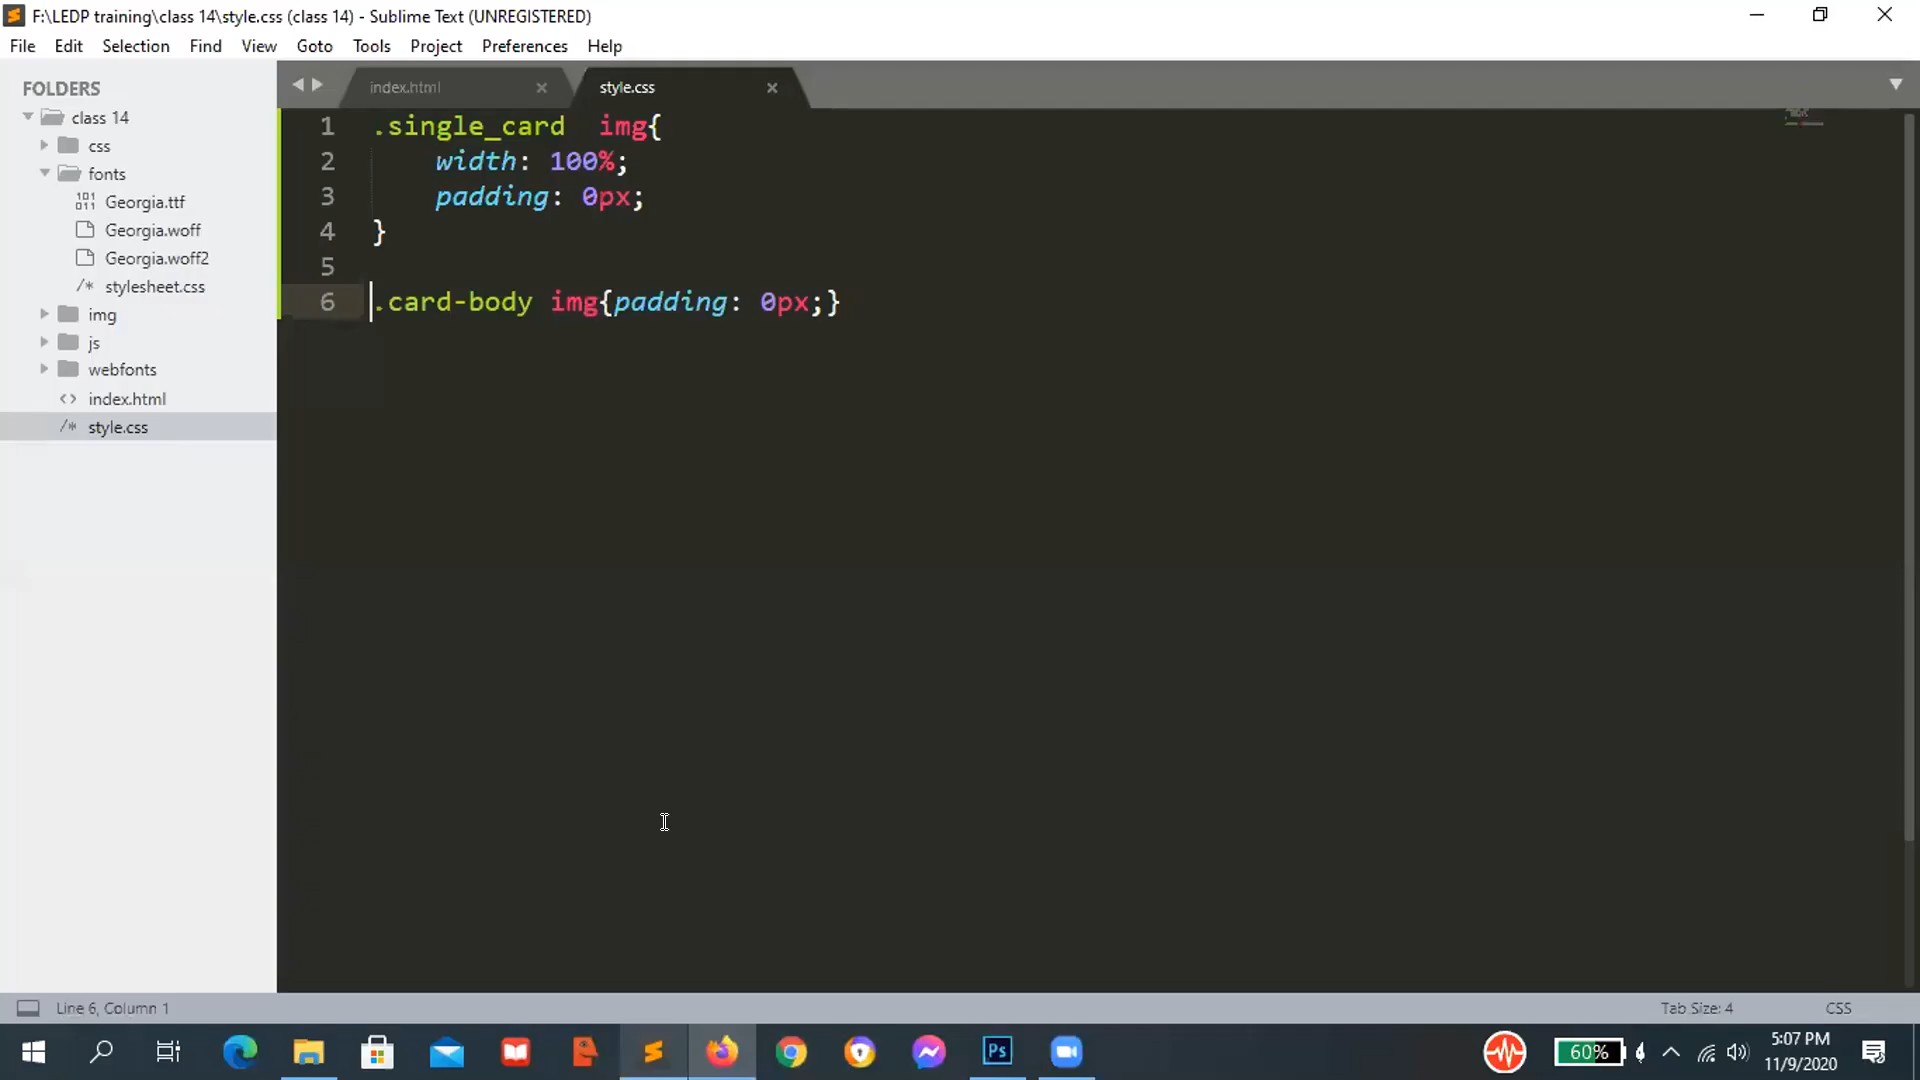 F:\LEDP training\class 14\style.css (class 14) - Sublime Text (UNREGISTERED)
File Edit Selection Find View Goto Tools Project Preferences Help
FOLDERS
class 14
css
fonts
Georgia.ttf
Georgia.woff
Georgia.woff2
/* stylesheet.css
img
js
webfonts
<> index.html
/* style.css
index.html × style.css ×
1 .single_card  img{
2 width: 100%;
3 padding: 0px;
4 }
5
6 .card-body img{padding: 0px;}
Line 6, Column 1
Tab Size: 4 CSS
Ps
60%
5:07 PM
11/9/2020